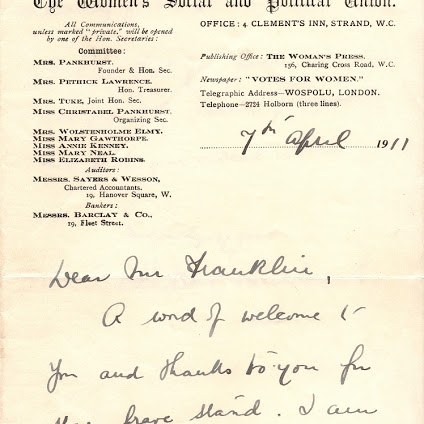 The Women's Social and Political Union.
All Communications,
unless marked "private," will be opened
by one of the Hon. Secretaries:
Committee:
MRS. PANKHURST,
Founder & Hon. Sec.
MRS. PETHICK LAWRENCE,
Hon. Treasurer.
MRS. TUKE, Joint Hon. Sec.
MISS CHRISTABEL PANKHURST,
Organizing Sec.
MRS. WOLSTENHOLME ELMY.
MISS MARY GAWTHORPE.
MISS ANNIE KENNEY.
MISS MARY NEAL.
MISS ELIZABETH ROBINS.
Auditors:
MESSRS. SAYERS & WESSON,
Chartered Accountants,
19, Hanover Square, W.
Bankers:
MESSRS. BARCLAY & CO.,
19, Fleet Street.
OFFICE: 4, CLEMENT'S INN, STRAND, W.C.
Publishing Office: THE WOMAN'S PRESS,
156, Charing Cross Road, W.C.
Newspaper: "VOTES FOR WOMEN."
Telegraphic Address—WOSPOLU, LONDON.
Telephone—2724 Holborn (three lines).
7th April 1911
Dear Mr Franklin,
A word of welcome to
you and thanks to you for
your brave stand. I am